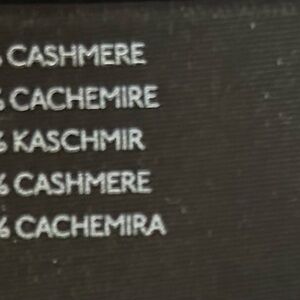 % CASHMERE
% CACHEMIRE
% KASCHMIR
% CASHMERE
% CACHEMIRA